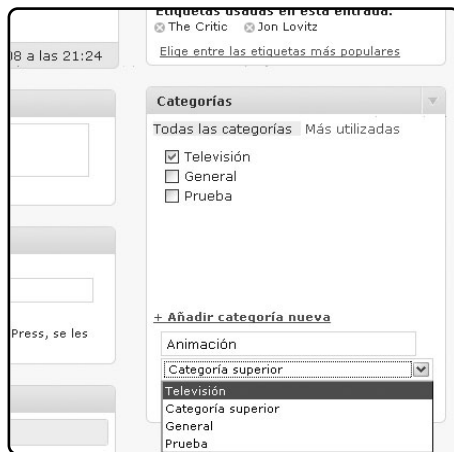 Etiquetas usadas en esta entrada:
The Critic Jon Lovitz
Elige entre las etiquetas más populares
08 a las 21:24
Categorías
Todas las categorías Más utilizadas
Televisión
General
Prueba
Press, se les
+ Añadir categoría nueva
Animación
Categoría superior
Televisión
Categoría superior
General
Prueba